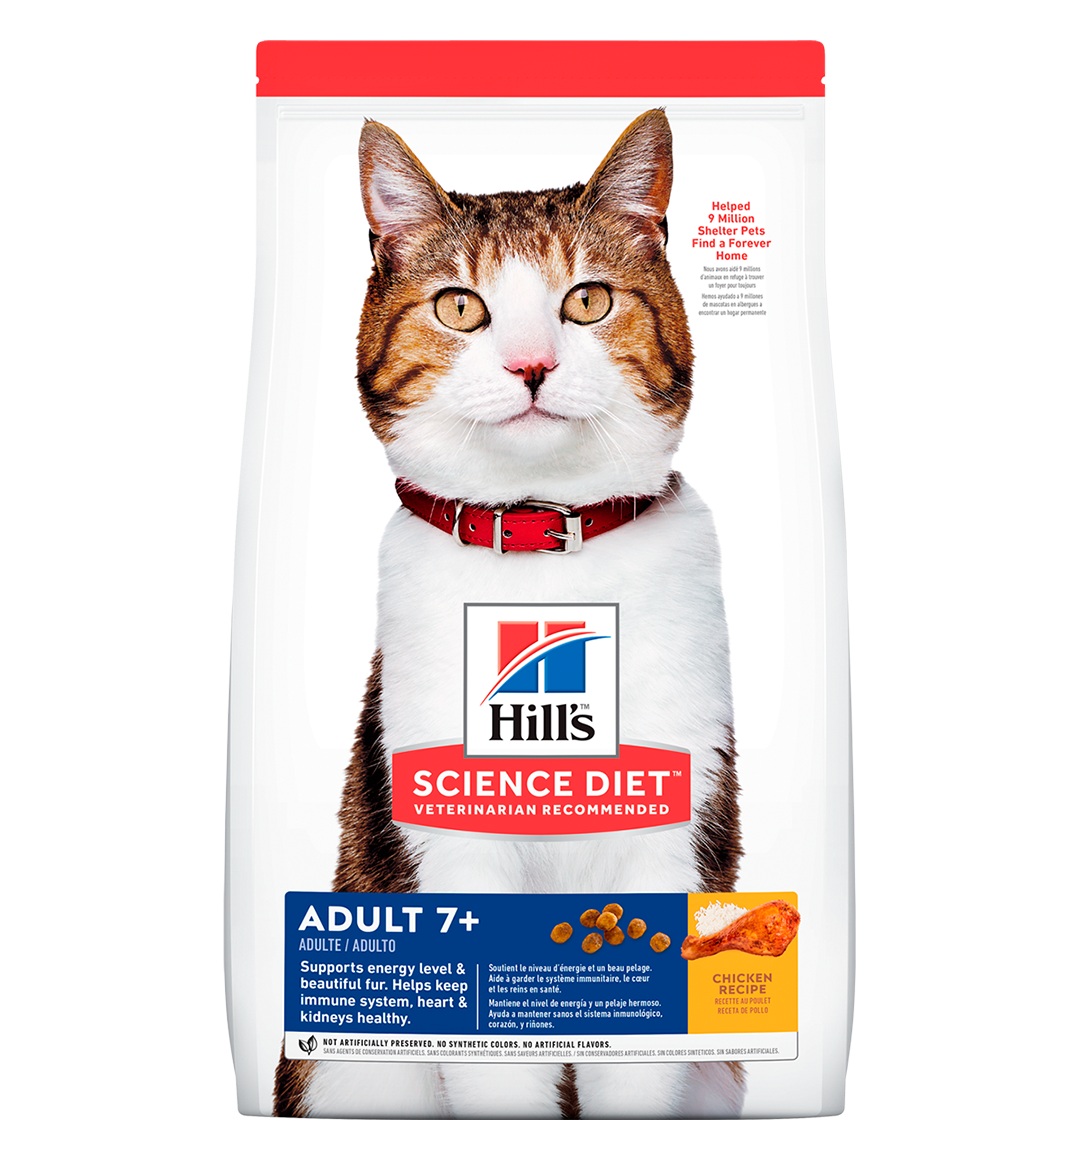 Helped
9 Million
Shelter Pets
Find a Forever
Home
Nous avons aidé 9 millions
d'animaux en refuge à trouver
un foyer pour toujours
Hemos ayudado a 9 millones
de mascotas en albergues a
encontrar un hogar permanente
Hill's™
SCIENCE DIET™
VETERINARIAN RECOMMENDED
ADULT 7+
ADULTE / ADULTO
Supports energy level &
beautiful fur. Helps keep
immune system, heart &
kidneys healthy.
Soutient le niveau d'énergie et un beau pelage.
Aide à garder le système immunitaire, le cœur
et les reins en santé.
Mantiene el nivel de energía y un pelaje hermoso.
Ayuda a mantener sanos el sistema inmunológico,
corazón, y riñones.
CHICKEN
RECIPE
RECETTE AU POULET
RECETA DE POLLO
NOT ARTIFICIALLY PRESERVED. NO SYNTHETIC COLORS. NO ARTIFICIAL FLAVORS.
SANS AGENTS DE CONSERVATION ARTIFICIELS. SANS COLORANTS SYNTHÉTIQUES. SANS SAVEURS ARTIFICIELLES. / SIN CONSERVADORES ARTIFICIALES. SIN COLORES SINTETICOS. SIN SABORES ARTIFICIALES.